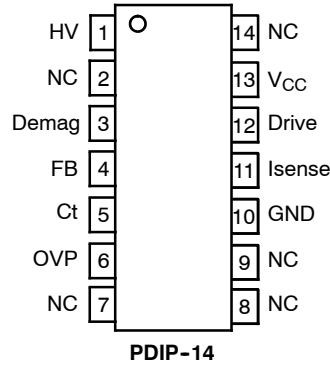 HV 1 14 NC
NC 2 13 VCC
Demag 3 12 Drive
FB 4 11 Isense
Ct 5 10 GND
OVP 6 9 NC
NC 7 8 NC
PDIP-14